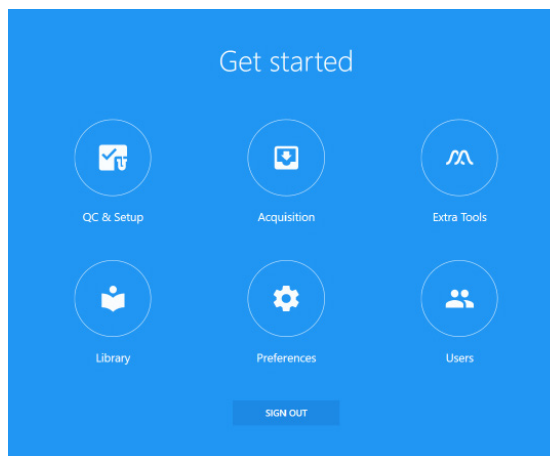 Get started
QC & Setup
Acquisition
Extra Tools
Library
Preferences
Users
SIGN OUT